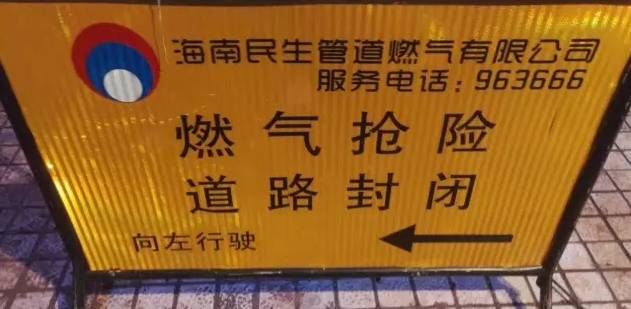 海南民生管道燃气有限公司
服务电话：963666
燃气抢险
道路封闭
向左行驶